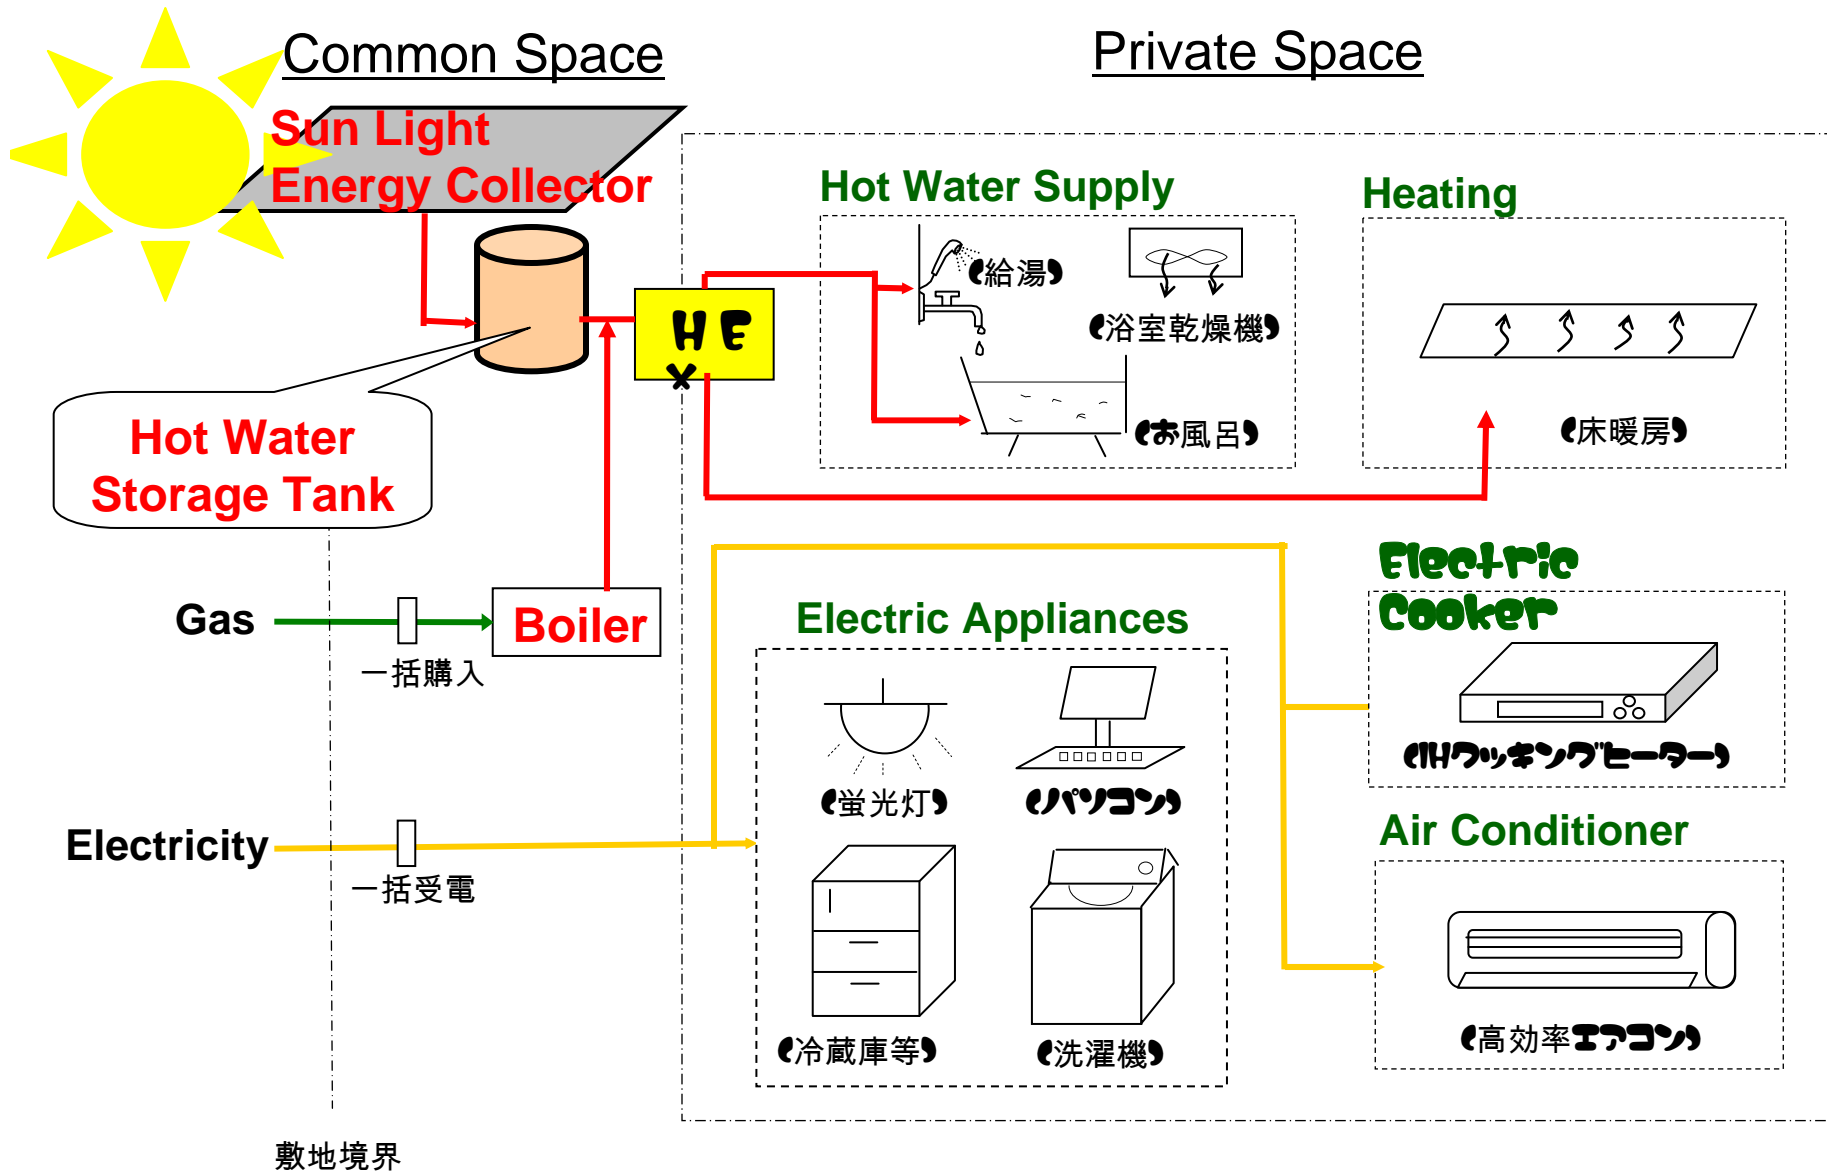 Common Space
Private Space
Sun Light
Energy Collector
Hot Water Supply
Heating
(給湯)
(浴室乾燥機)
HE
X
(お風呂)
(床暖房)
Hot Water
Storage Tank
Gas
一括購入
Boiler
Electric
Cooker
Electric Appliances
(IHクッキングヒーター)
(蛍光灯)
(パソコン)
Electricity
一括受電
Air Conditioner
(冷蔵庫等)
(洗濯機)
(高効率エアコン)
敷地境界